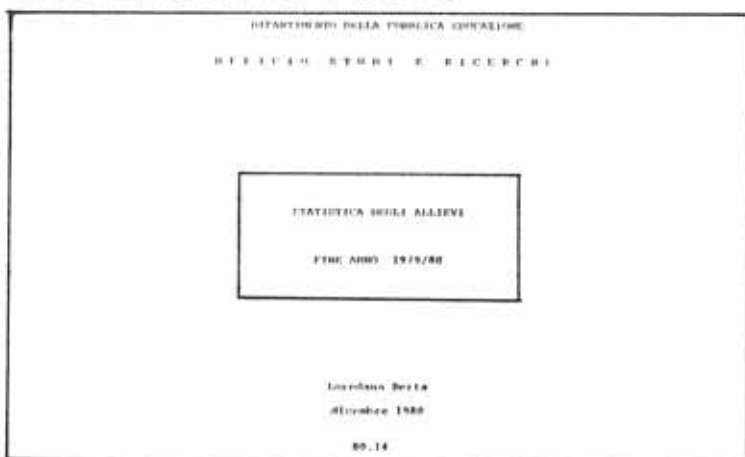 DIPARTIMENTO DELLA PUBBLICA EDUCAZIONE
UFFICIO STUDI E RICERCHE
STATISTICA DEGLI ALLIEVI
FINE ANNO 1979/80
Loredana
dicembre 1980
80.14